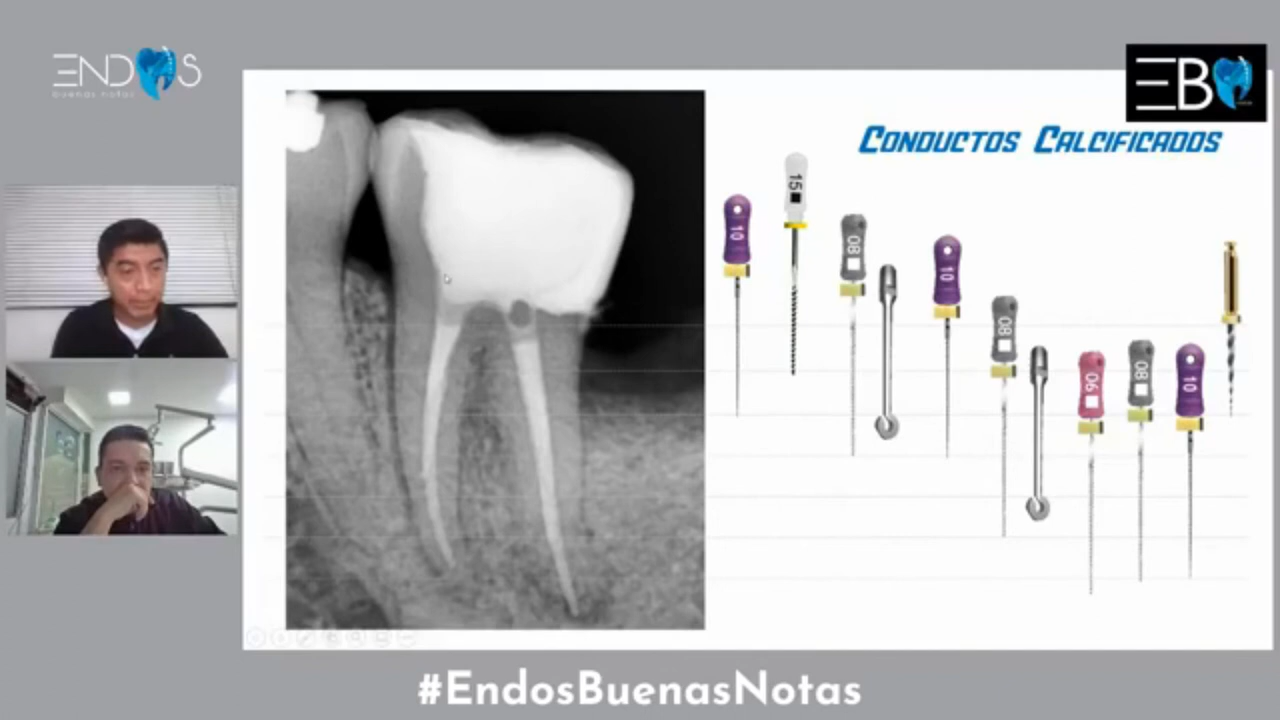 ENDOS
buenas notas
EB
CONDUCTOS CALCIFICADOS
10
15
08
10
08
06
08
10
#EndosBuenasNotas